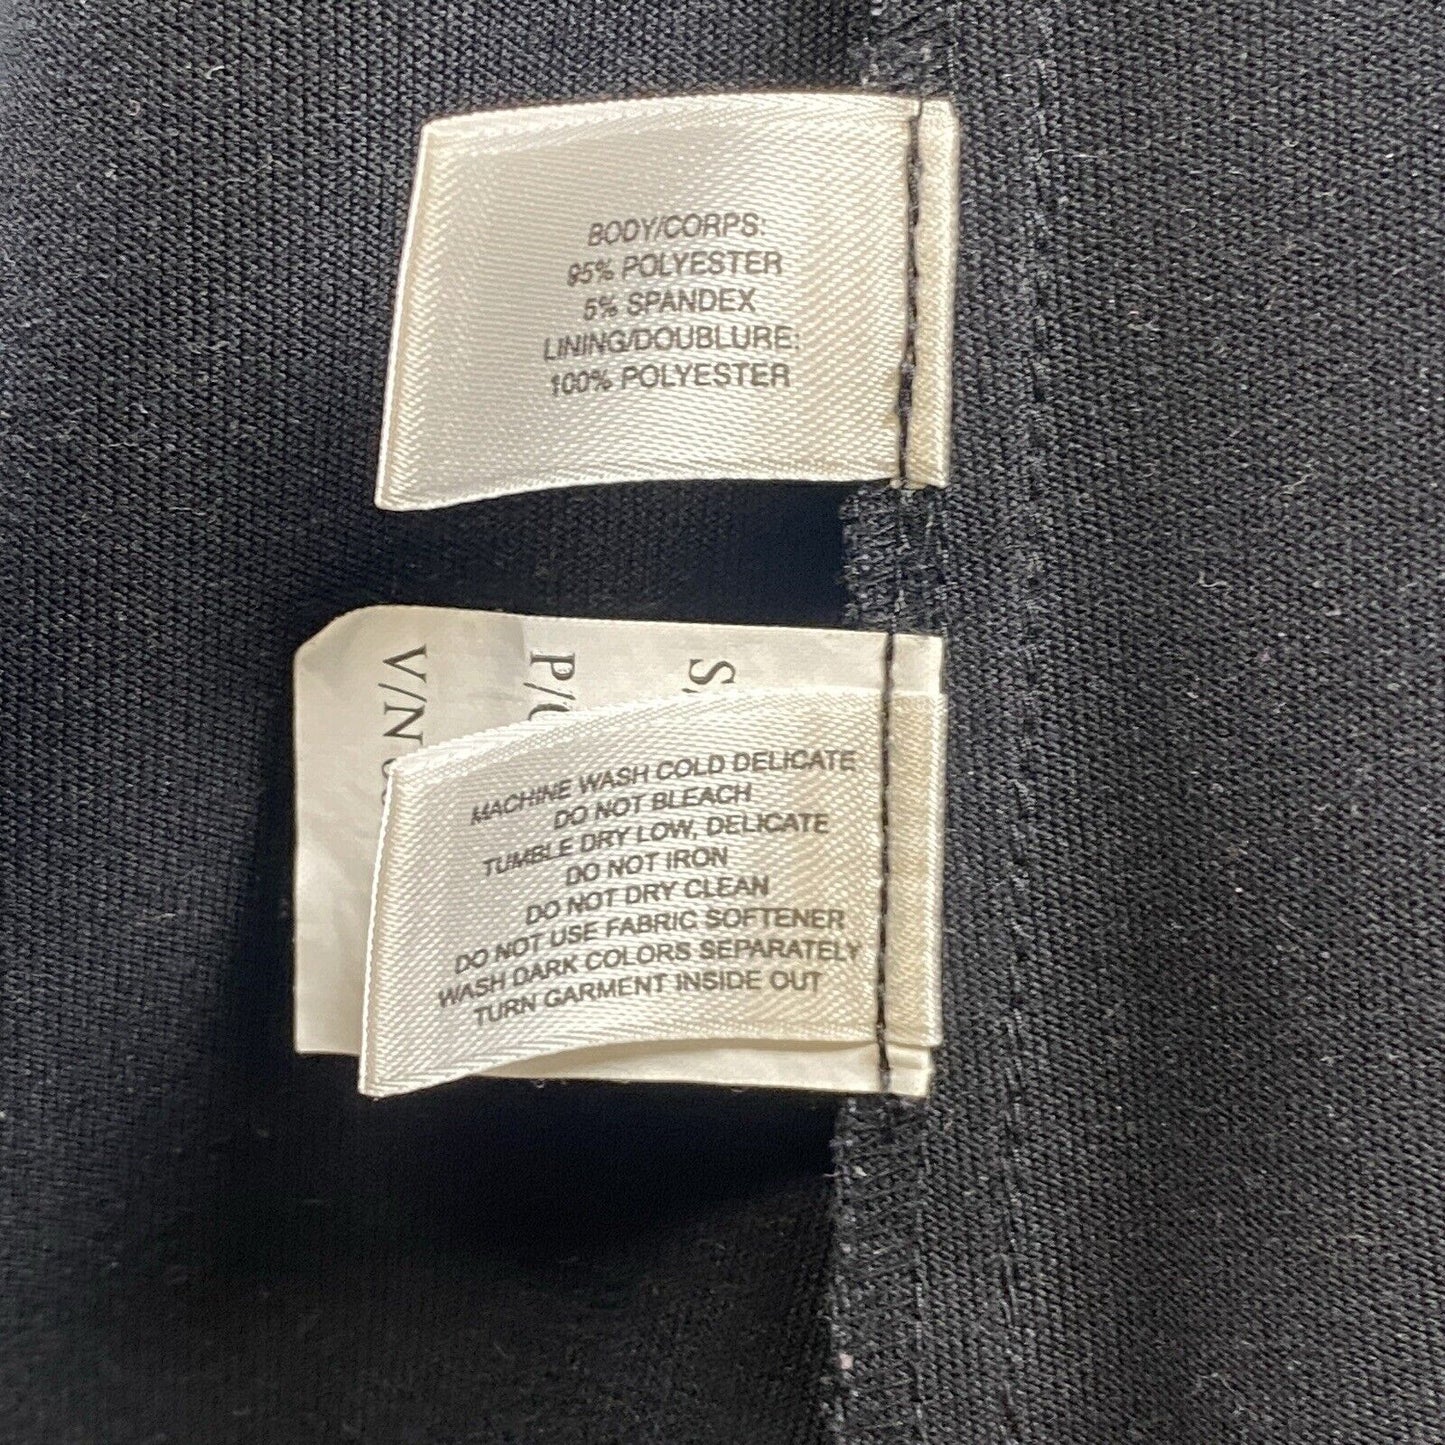 BODY/CORPS:
95% POLYESTER
5% SPANDEX
LINING/DOUBLURE:
100% POLYESTER
V/N
P/
S
MACHINE WASH COLD DELICATE
DO NOT BLEACH
TUMBLE DRY LOW, DELICATE
DO NOT IRON
DO NOT DRY CLEAN
DO NOT USE FABRIC SOFTENER
WASH DARK COLORS SEPARATELY
TURN GARMENT INSIDE OUT